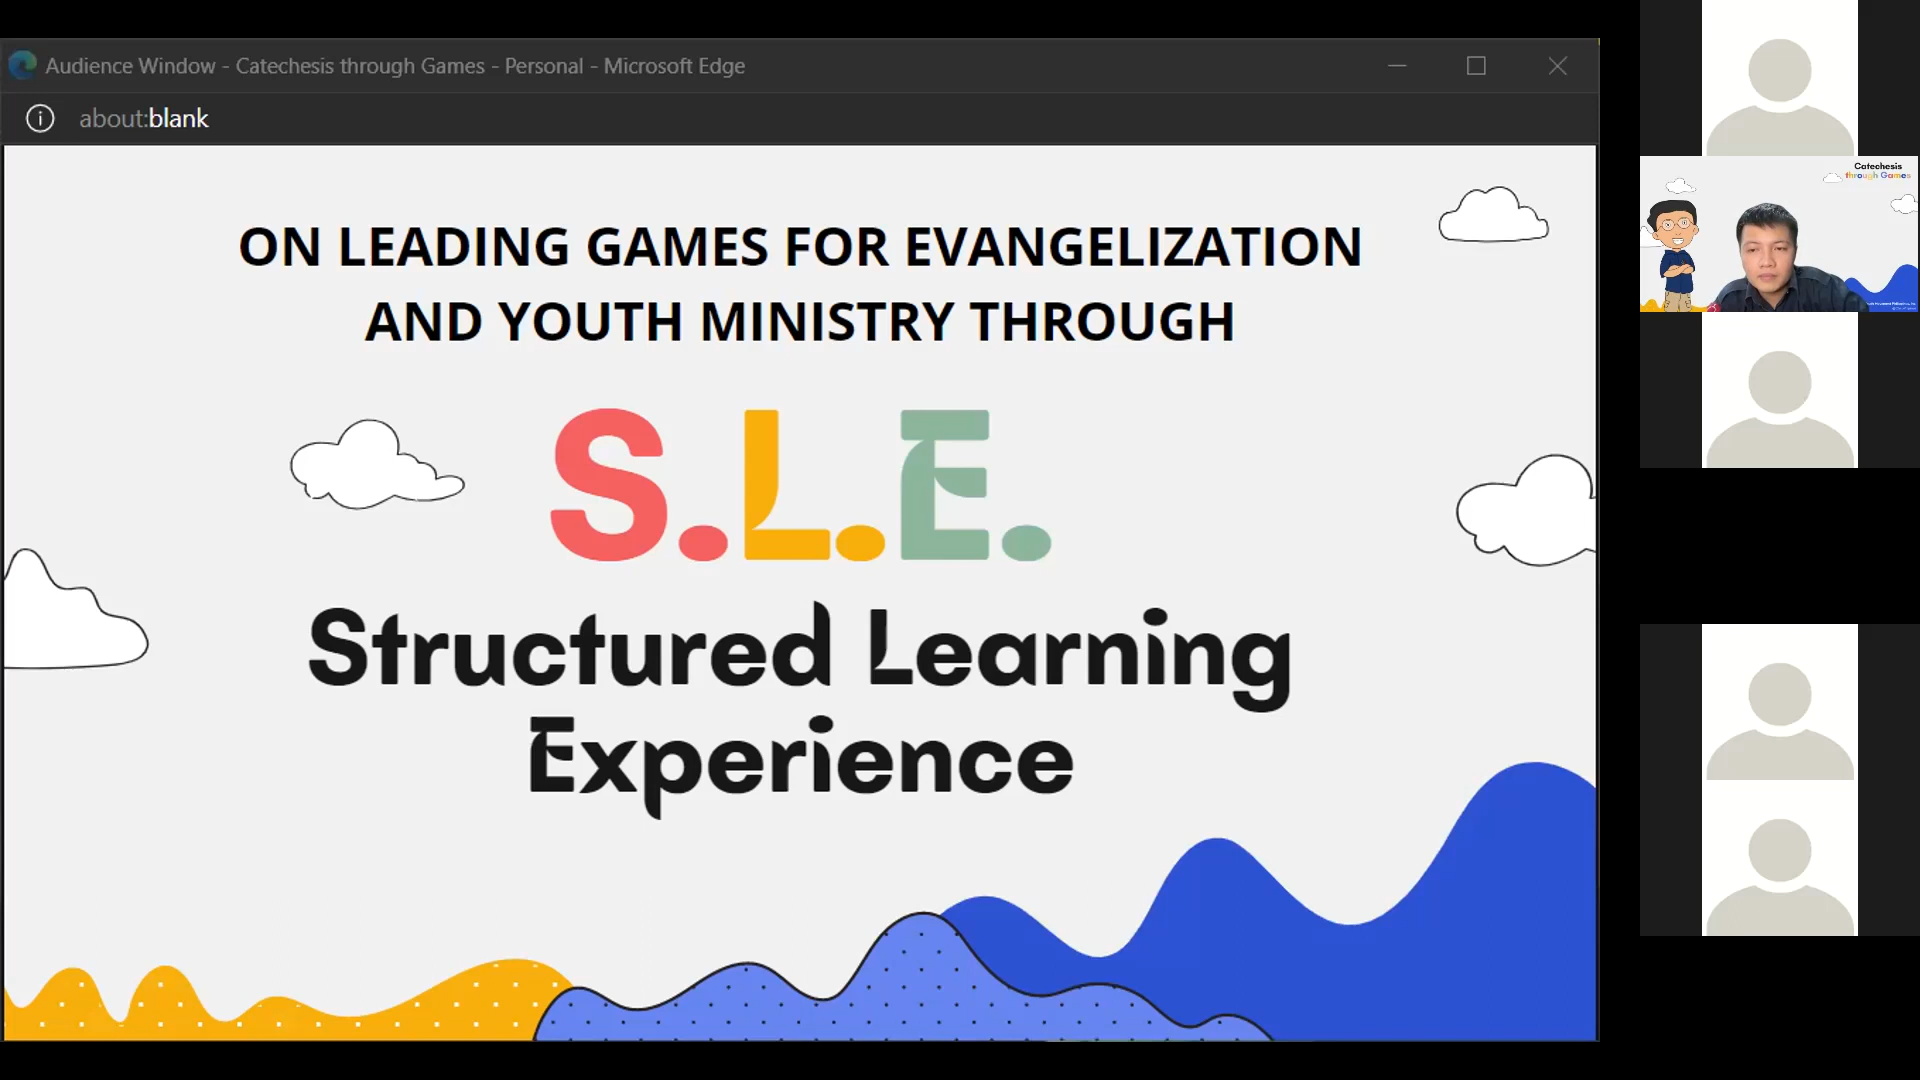 Audience Window - Catechesis through Games - Personal - Microsoft Edge
about:blank
ON LEADING GAMES FOR EVANGELIZATION
AND YOUTH MINISTRY THROUGH
S.L.E.
Structured Learning
Experience
Catechesis
through Games